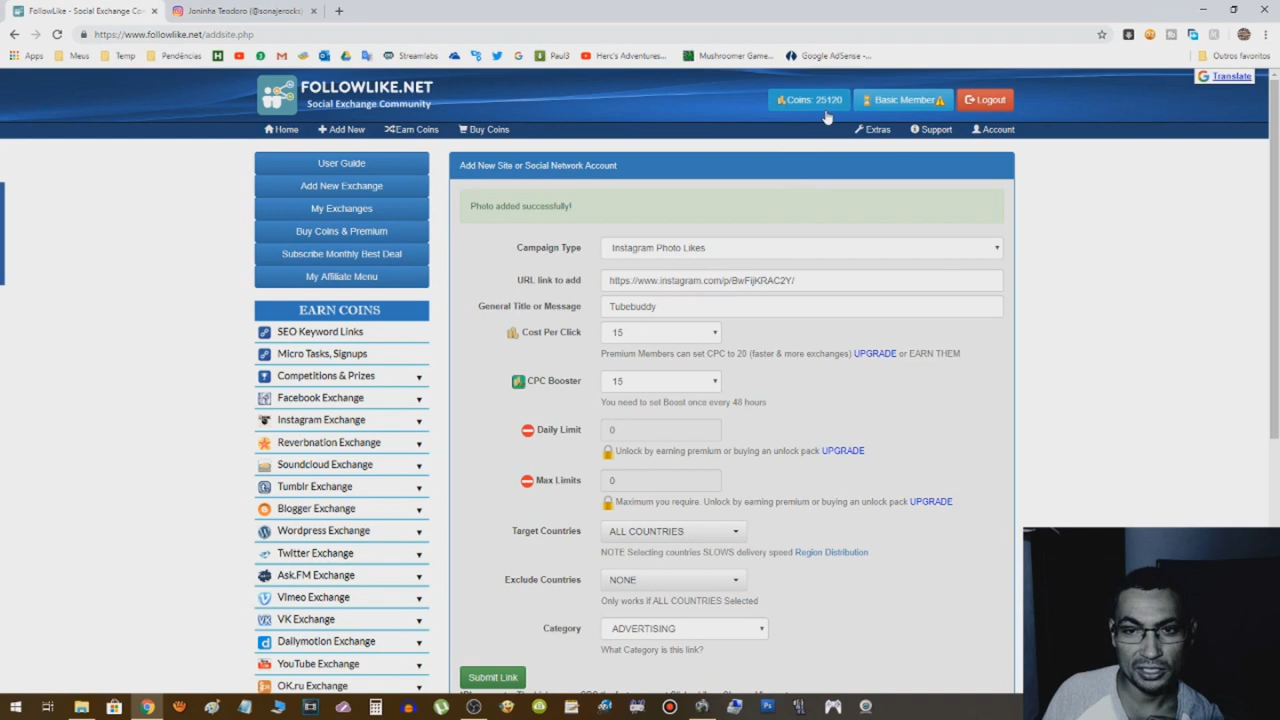 FollowLike - Social Exchange Com
Joninha Teodoro (@sonajerocks)
https://www.followlike.net/addsite.php
Apps Meus Temp Pendências Streamlabs Paul3 Herc's Adventures... Mushroomer Game... Google AdSense -... Outros favoritos
Translate
FOLLOWLIKE.NET
Social Exchange Community
Coins: 25120 Basic Member Logout
Home Add New Earn Coins Buy Coins Extras Support Account
User Guide
Add New Exchange
My Exchanges
Buy Coins & Premium
Subscribe Monthly Best Deal
My Affiliate Menu
EARN COINS
SEO Keyword Links
Micro Tasks, Signups
Competitions & Prizes
Facebook Exchange
Instagram Exchange
Reverbnation Exchange
Soundcloud Exchange
Tumblr Exchange
Blogger Exchange
Wordpress Exchange
Twitter Exchange
Ask.FM Exchange
Vimeo Exchange
VK Exchange
Dailymotion Exchange
YouTube Exchange
OK.ru Exchange
Add New Site or Social Network Account
Photo added successfully!
Campaign Type Instagram Photo Likes
URL link to add https://www.instagram.com/p/BwFIjKRAC2Y/
General Title or Message Tubebuddy
Cost Per Click 15
Premium Members can set CPC to 20 (faster & more exchanges) UPGRADE or EARN THEM
CPC Booster 15
You need to set Boost once every 48 hours
Daily Limit 0
Unlock by earning premium or buying an unlock pack UPGRADE
Max Limits 0
Maximum you require. Unlock by earning premium or buying an unlock pack UPGRADE
Target Countries ALL COUNTRIES
NOTE Selecting countries SLOWS delivery speed Region Distribution
Exclude Countries NONE
Only works if ALL COUNTRIES Selected
Category ADVERTISING
What Category is this link?
Submit Link